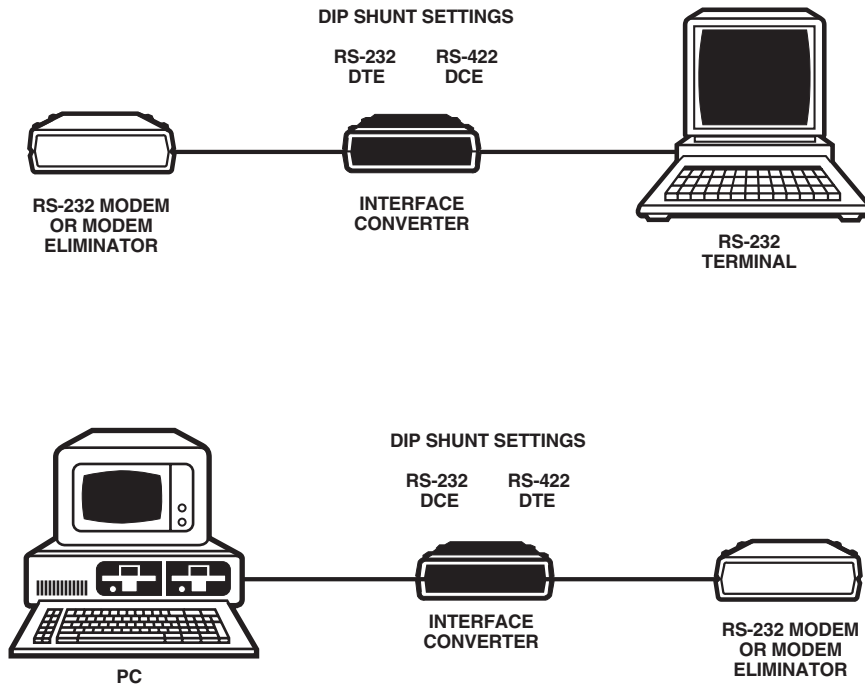 DIP SHUNT SETTINGS
RS-232 RS-422
DTE DCE
RS-232 MODEM
OR MODEM
ELIMINATOR
INTERFACE
CONVERTER
RS-232
TERMINAL
DIP SHUNT SETTINGS
RS-232 RS-422
DCE DTE
PC
INTERFACE
CONVERTER
RS-232 MODEM
OR MODEM
ELIMINATOR